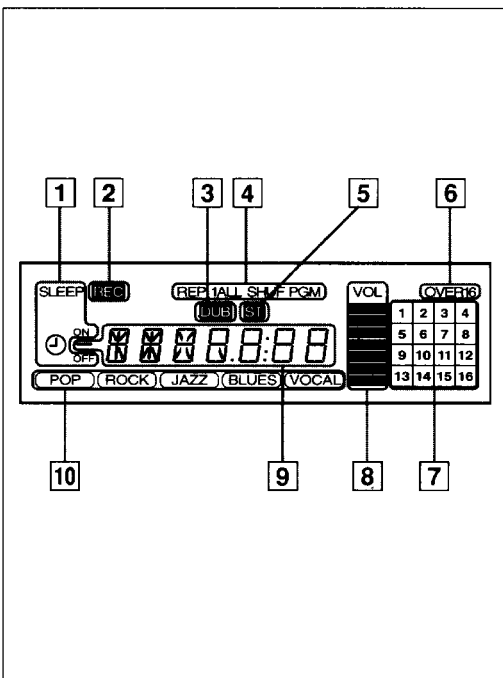 1 2 3 4 5 6
SLEEP REC REP 1ALL SHUF PGM VOL OVER16
DUB ST
1 2 3 4
ON
5 6 7 8
OFF
9 10 11 12
13 14 15 16
POP ROCK JAZZ BLUES VOCAL
10 9 8 7